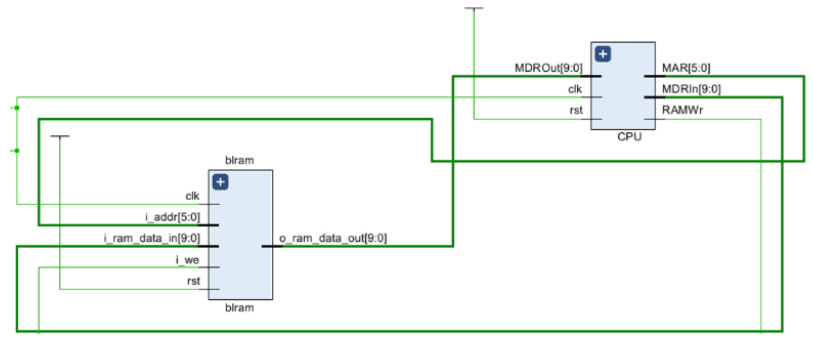 MDROut[9:0]
clk
rst
MAR[5:0]
MDRIn[9:0]
RAMWr
CPU
blram
clk
i_addr[5:0]
i_ram_data_in[9:0]
i_we
rst
o_ram_data_out[9:0]
blram